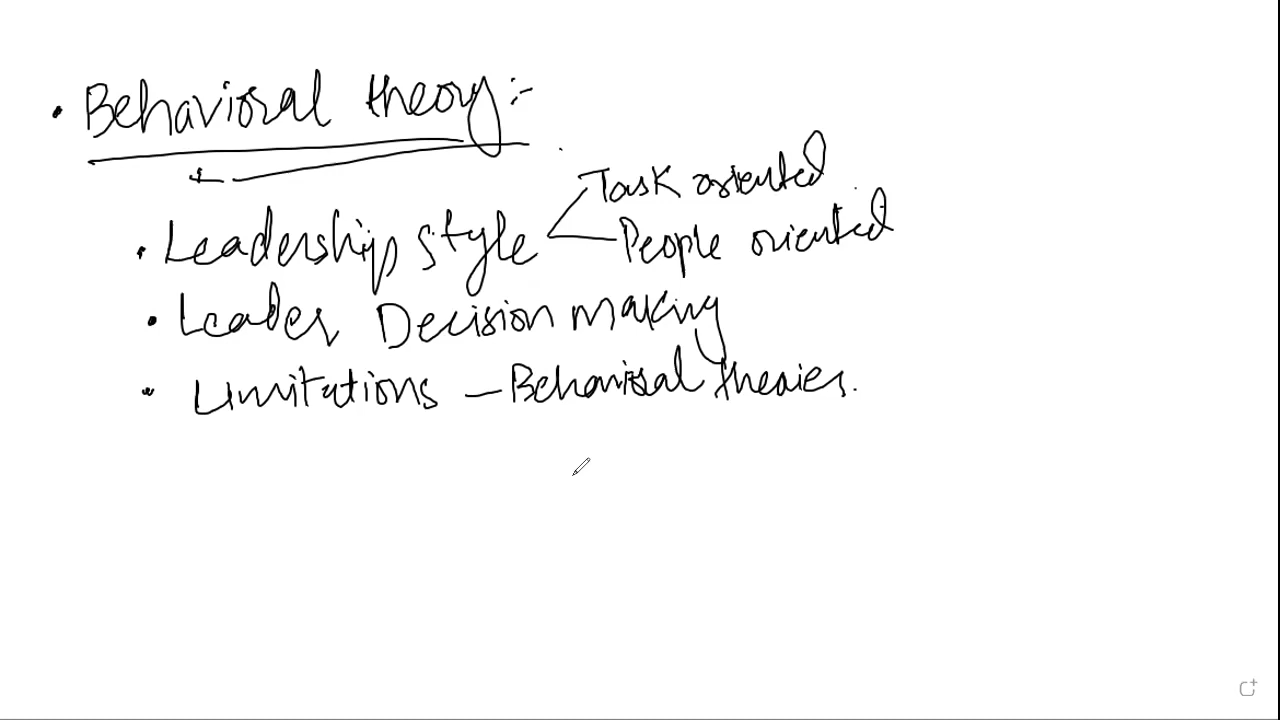 • Behavioral theory:-
Task oriented
• Leadership style
People oriented
• Leader Decision making
• Limitations - Behavioral theories.